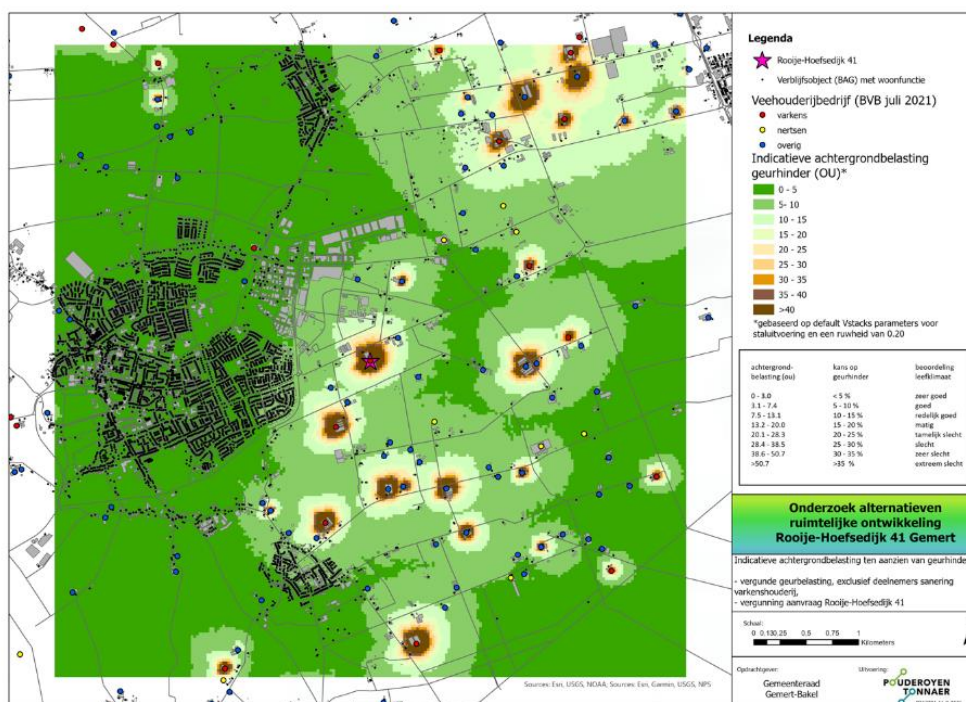 Legenda
Rooije-Hoefsedijk 41
Verblijfsobject (BAG) met woonfunctie
Veehouderijbedrijf (BVB juli 2021)
varkens
nertsen
overig
Indicatieve achtergrondbelasting
geurhinder (OU)*
0 - 5
5- 10
10 - 15
15 - 20
20 - 25
25 - 30
30 - 35
35 - 40
>40
*gebaseerd op default Vstacks parameters voor
staluitvoering en een ruwheid van 0.20
achtergrond- kans op beoordeling
belasting (ou) geurhinder leefklimaat
0 - 3.0 < 5 % zeer goed
3.1 - 7.4 5 - 10 % goed
7.5 - 13.1 10 - 15 % redelijk goed
13.2 - 20.0 15 - 20 % matig
20.1 - 28.3 20 - 25 % tamelijk slecht
28.4 - 38.5 25 - 30 % slecht
38.6 - 50.7 30 - 35 % zeer slecht
>50.7 >35 % extreem slecht
Onderzoek alternatieven
ruimtelijke ontwikkeling
Rooije-Hoefsedijk 41 Gemert
Indicatieve achtergrondbelasting ten aanzien van geurhinde
- vergunde geurbelasting, exclusief deelnemers sanering
varkenshouderij,
- vergunning aanvraag Rooije-Hoefsedijk 41
Schaal:
0 0.13 0.25 0.5 0.75 1
Kilometers
Opdrachtgever: Uitvoering:
Gemeenteraad
Gemert-Bakel
POUDEROYEN
TONNAER
Sources: Esri, USGS, NOAA; Sources: Esri, Garmin, USGS, NPS